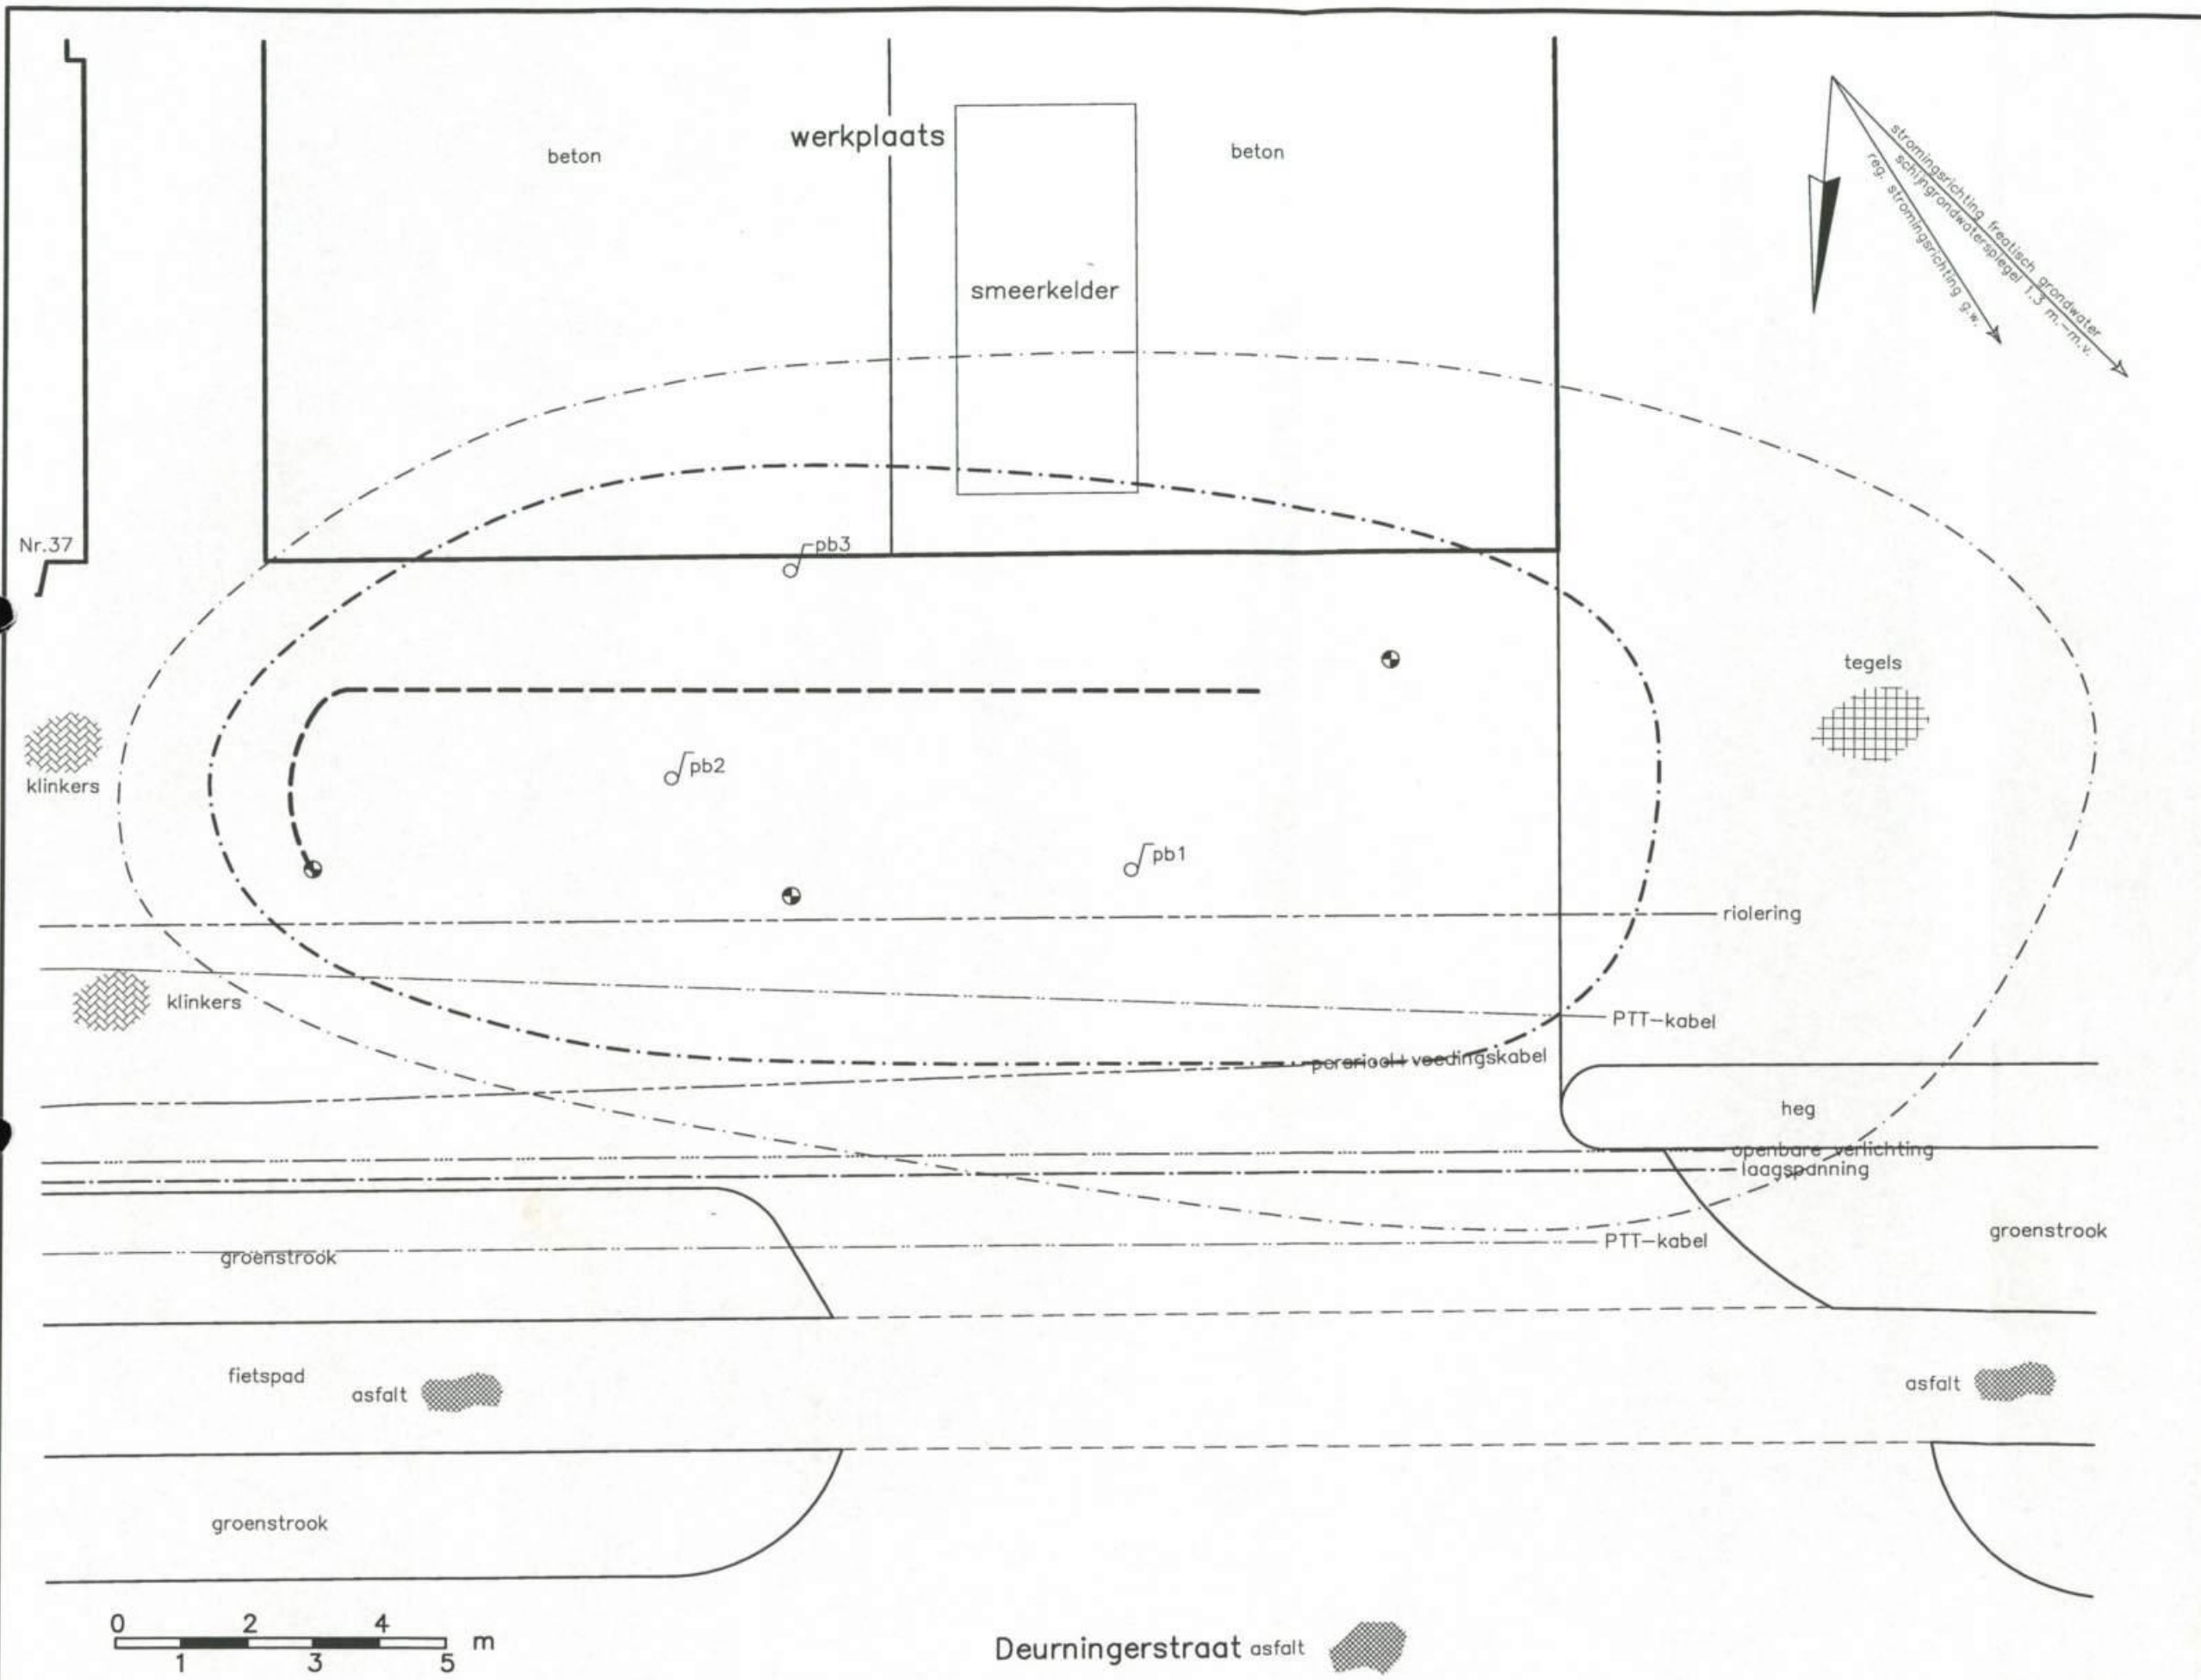 werkplaats
beton
beton
smeerkelder
stromingsrichting freatisch grondwater
schijngrondwaterspiegel 1.3 m.-m.v.
reg. stromingsrichting g.w.
Nr.37
pb3
tegels
klinkers
pb2
pb1
riolering
klinkers
PTT-kabel
persriool+voedingskabel
heg
openbare verlichting
laagspanning
groenstrook
PTT-kabel
groenstrook
fietspad
asfalt
asfalt
groenstrook
0 2 4
m
1 3 5
Deurningerstraat asfalt